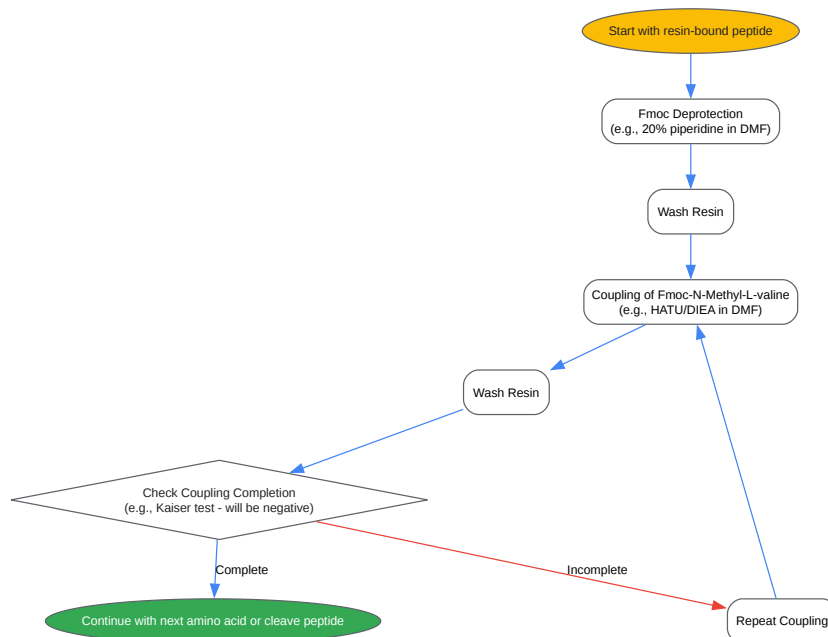 Start with resin-bound peptide
Fmoc Deprotection
(e.g., 20% piperidine in DMF)
Wash Resin
Coupling of Fmoc-N-Methyl-L-valine
(e.g., HATU/DIEA in DMF)
Wash Resin
Check Coupling Completion
(e.g., Kaiser test - will be negative)
Complete
Incomplete
Continue with next amino acid or cleave peptide
Repeat Coupling